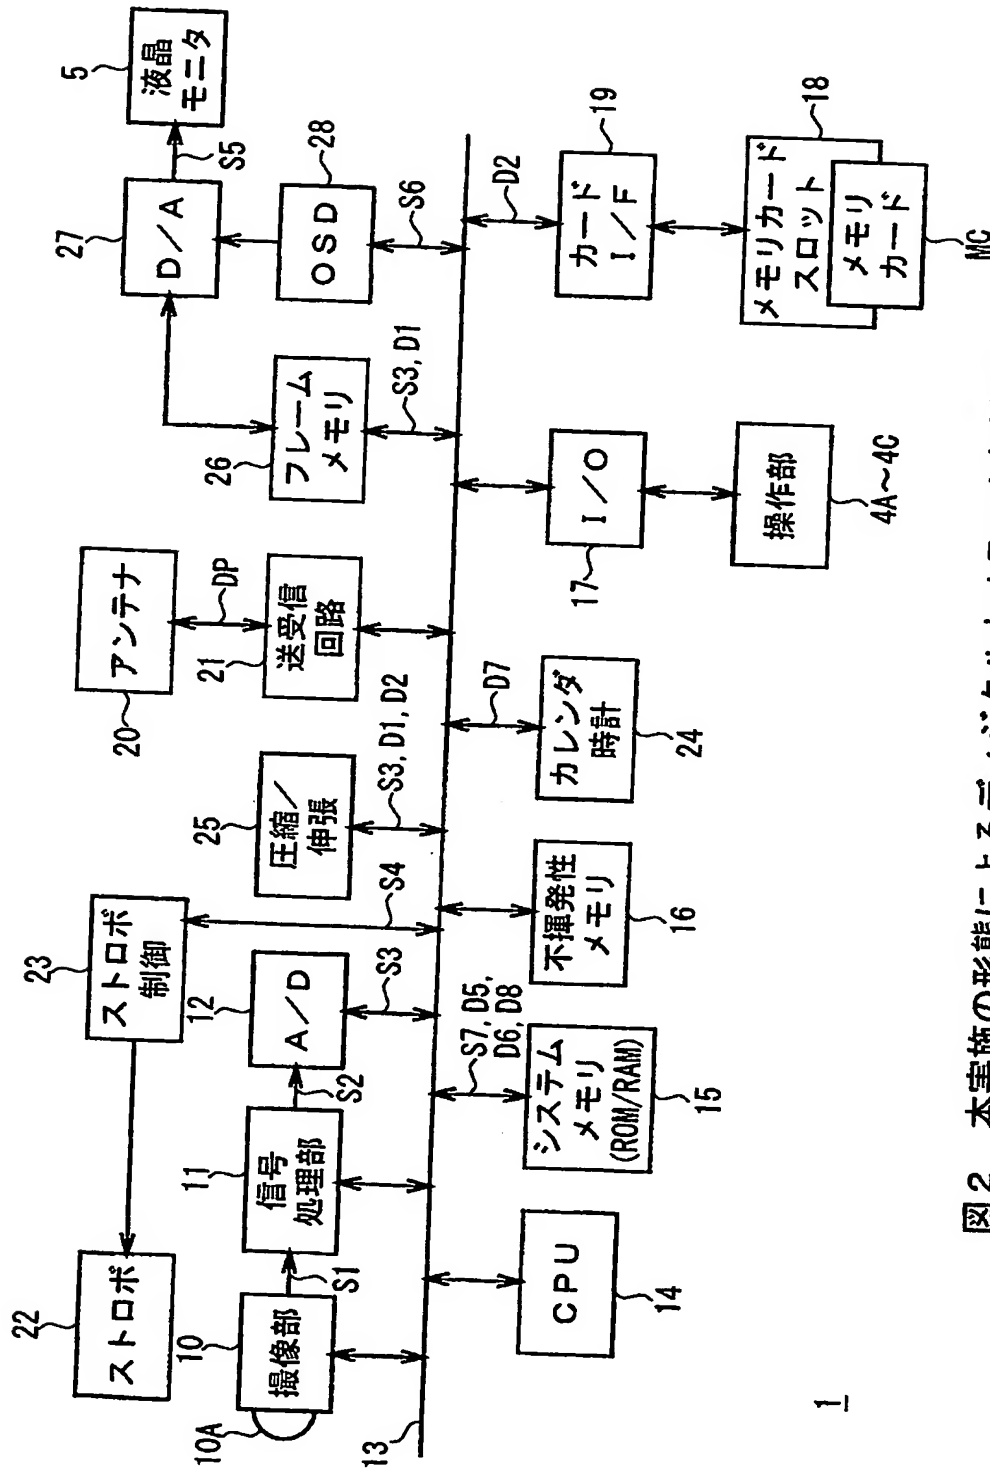 22
ストロボ
23
ストロボ
制御
20
アンテナ
DP
5
液晶
モニタ
S5
27
D/A
10
撮像部
10A
S1
11
信号
処理部
S2
12
A/D
S3
S4
25
圧縮/
伸張
S3, D1, D2
21
送受信
回路
26
フレーム
メモリ
S3, D1
28
OSD
S6
13
14
CPU
S7, D5,
D6, D8
システム
メモリ
(ROM/RAM)
15
不揮発性
メモリ
16
D7
カレンダ
時計
24
17
I/O
操作部
4A~4C
D2
カード
I/F
19
メモリカード
スロット
18
メモリ
カード
MC
1
図2 本実施の形態による